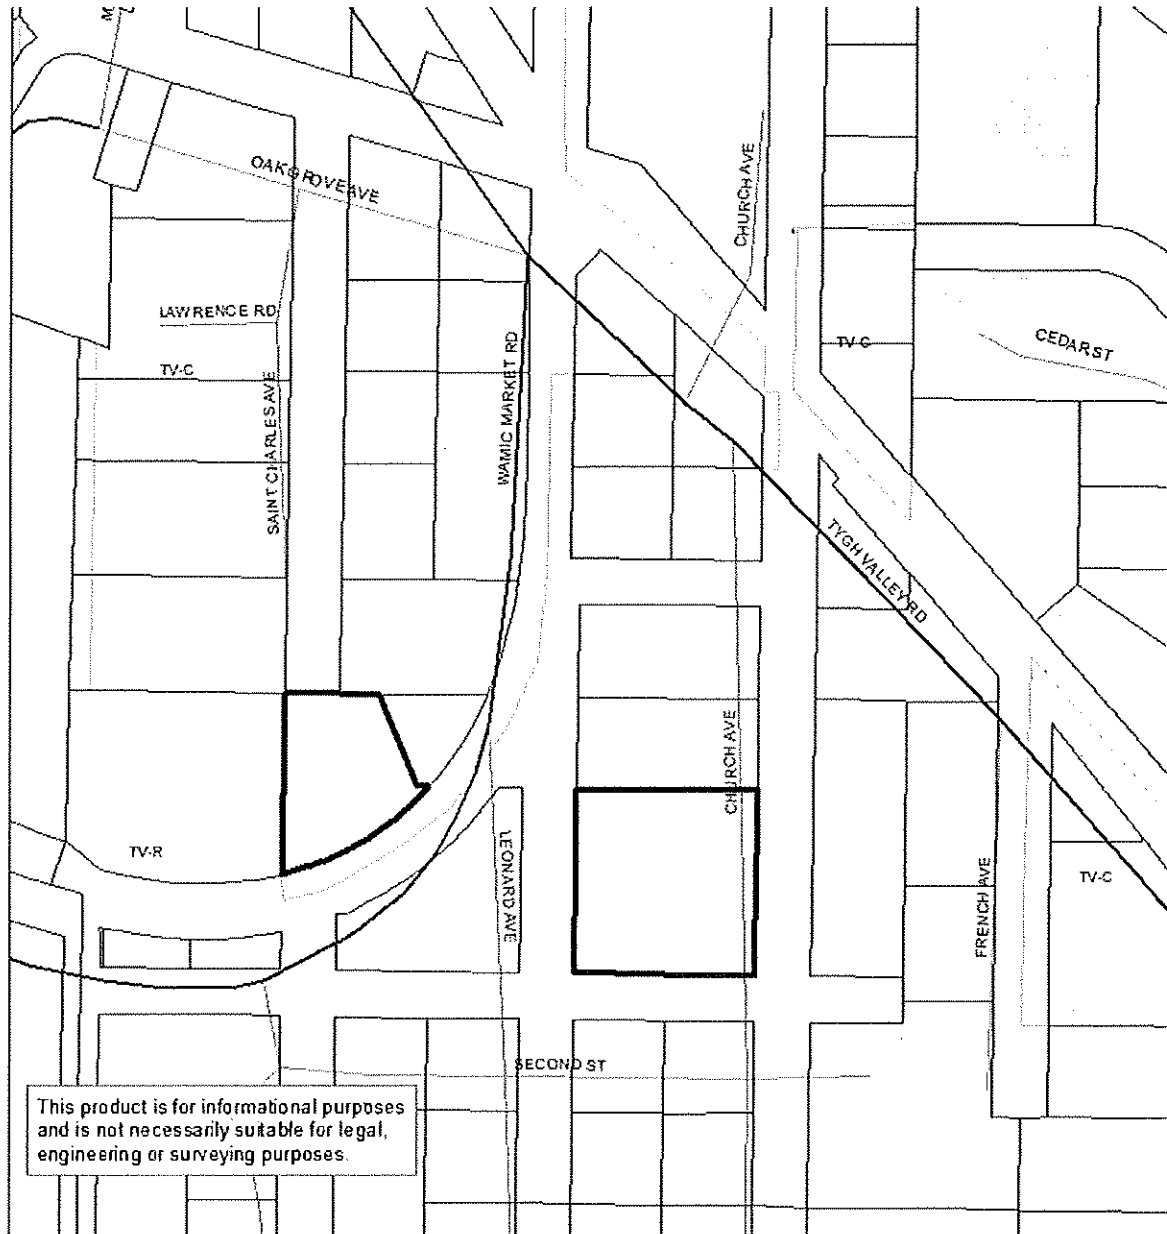 OAKGROVE AVE
CHURCH AVE
LAWRENCE RD
TV-C
SAINT CHARLES AVE
WAMIC MARKET RD
TV-C
CEDAR ST
TYGH VALLEY RD
CHURCH AVE
TV-R
LEONARD AVE
FRENCH AVE
TV-C
SECOND ST
This product is for informational purposes
and is not necessarily suitable for legal,
engineering or surveying purposes.